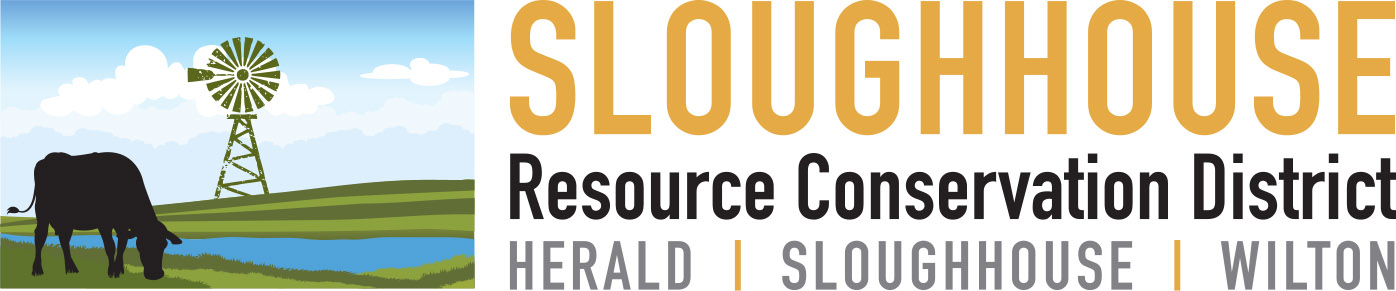 SLOUGHHOUSE
Resource Conservation District
HERALD | SLOUGHHOUSE | WILTON